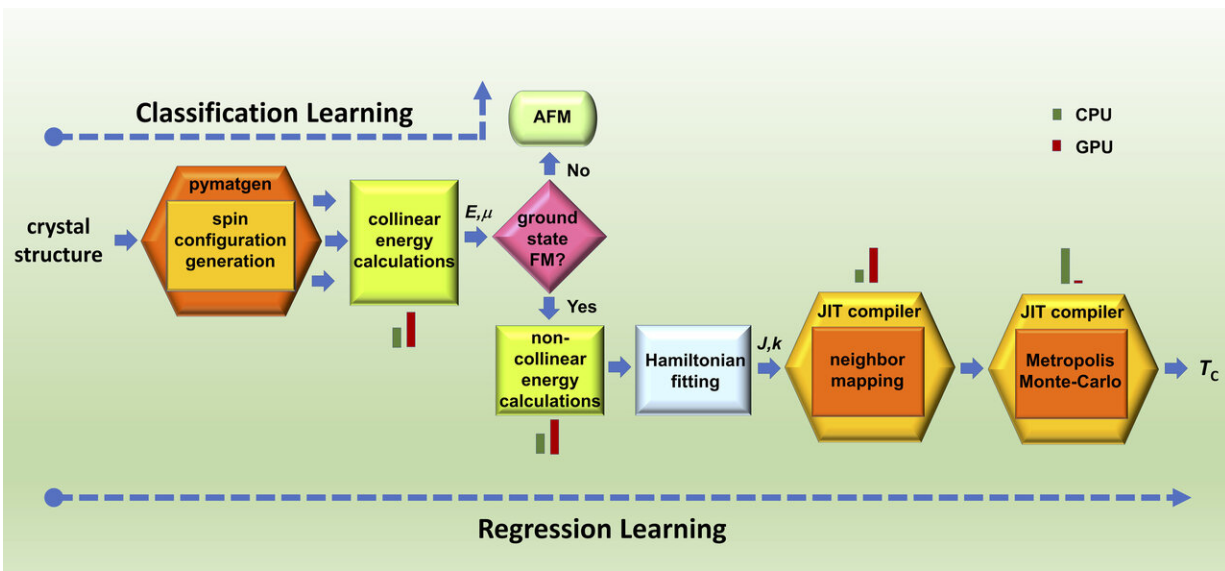 Classification Learning
AFM
CPU
GPU
No
pymatgen
spin
configuration
generation
crystal
structure
collinear
energy
calculations
E,μ
ground
state
FM?
Yes
non-
collinear
energy
calculations
Hamiltonian
fitting
J,k
JIT compiler
neighbor
mapping
JIT compiler
Metropolis
Monte-Carlo
TC
Regression Learning